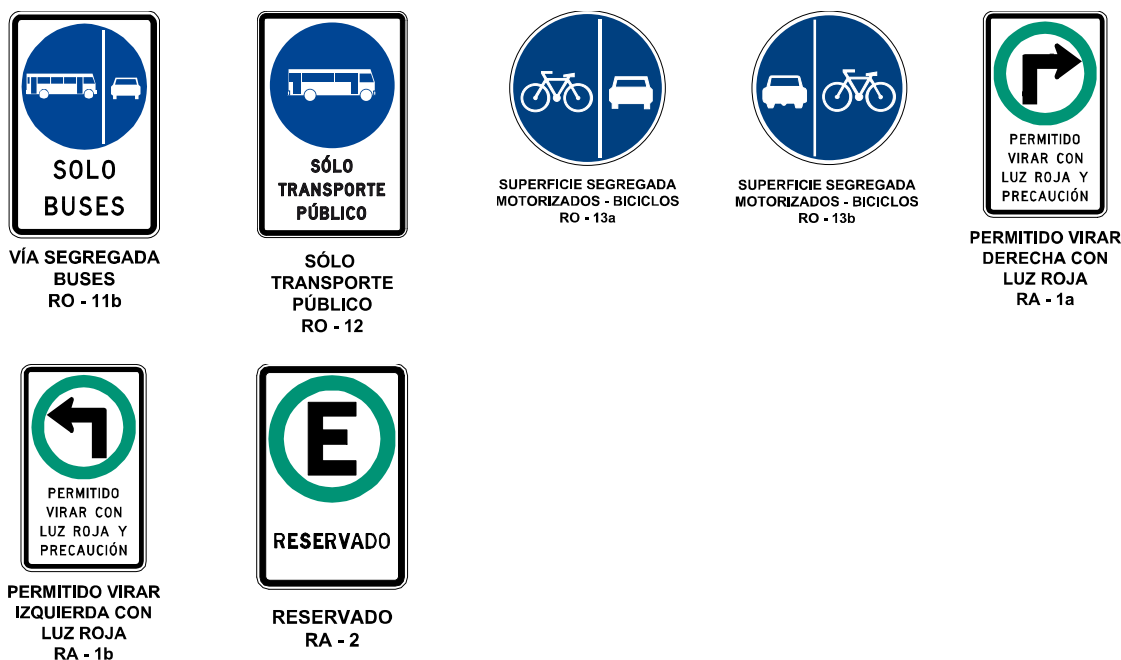 SOLO
BUSES
VÍA SEGREGADA
BUSES
RO - 11b
SÓLO
TRANSPORTE
PÚBLICO
SÓLO
TRANSPORTE
PÚBLICO
RO - 12
SUPERFICIE SEGREGADA
MOTORIZADOS - BICICLOS
RO - 13a
SUPERFICIE SEGREGADA
MOTORIZADOS - BICICLOS
RO - 13b
PERMITIDO
VIRAR CON
LUZ ROJA Y
PRECAUCIÓN
PERMITIDO VIRAR
DERECHA CON
LUZ ROJA
RA - 1a
PERMITIDO
VIRAR CON
LUZ ROJA Y
PRECAUCIÓN
PERMITIDO VIRAR
IZQUIERDA CON
LUZ ROJA
RA - 1b
E
RESERVADO
RESERVADO
RA - 2